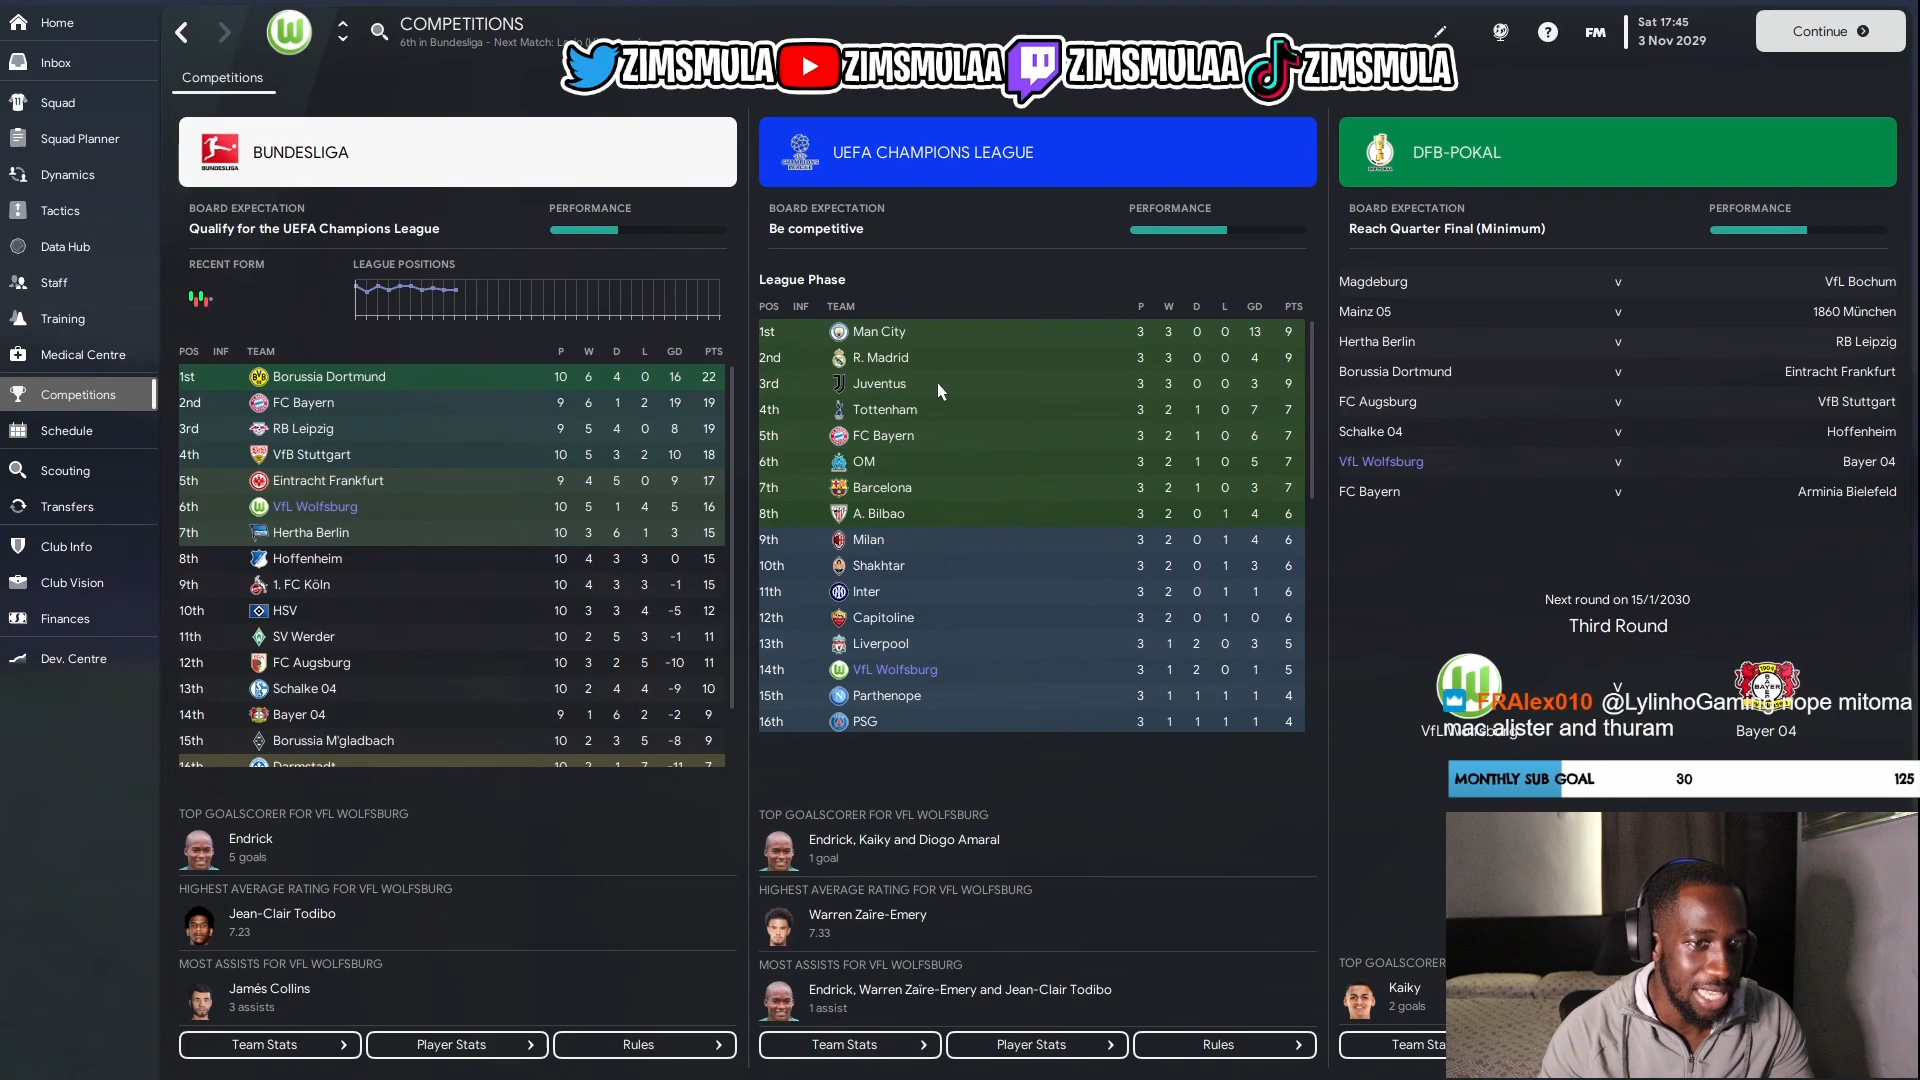 Home
Inbox
Squad
Squad Planner
Dynamics
Tactics
Data Hub
Staff
Training
Medical Centre
Competitions
Schedule
Scouting
Transfers
Club Info
Club Vision
Finances
Dev. Centre
COMPETITIONS
6th in Bundesliga - Next Match:
FM
Sat 17:45
3 Nov 2029
Continue
ZIMSMULA ZIMSMULAA ZIMSMULAA ZIMSMULA
Competitions
BUNDESLIGA
BUNDESLIGA
BOARD EXPECTATION PERFORMANCE
Qualify for the UEFA Champions League
RECENT FORM LEAGUE POSITIONS
POS INF TEAM P W D L GD PTS
1st Borussia Dortmund 10 6 4 0 16 22
2nd FC Bayern 9 6 1 2 19 19
3rd RB Leipzig 9 5 4 0 8 19
4th VfB Stuttgart 10 5 3 2 10 18
5th Eintracht Frankfurt 9 4 5 0 9 17
6th VfL Wolfsburg 10 5 1 4 5 16
7th Hertha Berlin 10 3 6 1 3 15
8th Hoffenheim 10 4 3 3 0 15
9th 1. FC Köln 10 4 3 3 -1 15
10th HSV 10 3 3 4 -5 12
11th SV Werder 10 2 5 3 -1 11
12th FC Augsburg 10 3 2 5 -10 11
13th Schalke 04 10 2 4 4 -9 10
14th Bayer 04 9 1 6 2 -2 9
15th Borussia M'gladbach 10 2 3 5 -8 9
16th Darmstadt 10 2 1 7 -11 7
TOP GOALSCORER FOR VFL WOLFSBURG
Endrick
5 goals
HIGHEST AVERAGE RATING FOR VFL WOLFSBURG
Jean-Clair Todibo
7.23
MOST ASSISTS FOR VFL WOLFSBURG
Jamés Collins
3 assists
Team Stats Player Stats Rules
UEFA CHAMPIONS LEAGUE
BOARD EXPECTATION PERFORMANCE
Be competitive
League Phase
POS INF TEAM P W D L GD PTS
1st Man City 3 3 0 0 13 9
2nd R. Madrid 3 3 0 0 4 9
3rd Juventus 3 3 0 0 3 9
4th Tottenham 3 2 1 0 7 7
5th FC Bayern 3 2 1 0 6 7
6th OM 3 2 1 0 5 7
7th Barcelona 3 2 1 0 3 7
8th A. Bilbao 3 2 0 1 4 6
9th Milan 3 2 0 1 4 6
10th Shakhtar 3 2 0 1 3 6
11th Inter 3 2 0 1 1 6
12th Capitoline 3 2 0 1 0 6
13th Liverpool 3 1 2 0 3 5
14th VfL Wolfsburg 3 1 2 0 1 5
15th Parthenope 3 1 1 1 1 4
16th PSG 3 1 1 1 1 4
TOP GOALSCORER FOR VFL WOLFSBURG
Endrick, Kaiky and Diogo Amaral
1 goal
HIGHEST AVERAGE RATING FOR VFL WOLFSBURG
Warren Zaïre-Emery
7.33
MOST ASSISTS FOR VFL WOLFSBURG
Endrick, Warren Zaïre-Emery and Jean-Clair Todibo
1 assist
Team Stats Player Stats Rules
DFB-POKAL
BOARD EXPECTATION PERFORMANCE
Reach Quarter Final (Minimum)
Magdeburg v VfL Bochum
Mainz 05 v 1860 München
Hertha Berlin v RB Leipzig
Borussia Dortmund v Eintracht Frankfurt
FC Augsburg v VfB Stuttgart
Schalke 04 v Hoffenheim
VfL Wolfsburg v Bayer 04
FC Bayern v Arminia Bielefeld
Next round on 15/1/2030
Third Round
v
FRAlex010 @LylinhoGaming nope mitoma
mac alister and thuram
VfL Wolfsburg Bayer 04
MONTHLY SUB GOAL 30 125
TOP GOALSCORER
Kaiky
2 goals
Team Sta